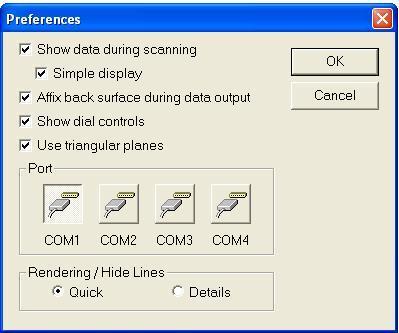 Preferences
Show data during scanning
OK
Simple display
Cancel
Affix back surface during data output
Show dial controls
Use triangular planes
Port
COM1 COM2 COM3 COM4
Rendering / Hide Lines
Quick Details